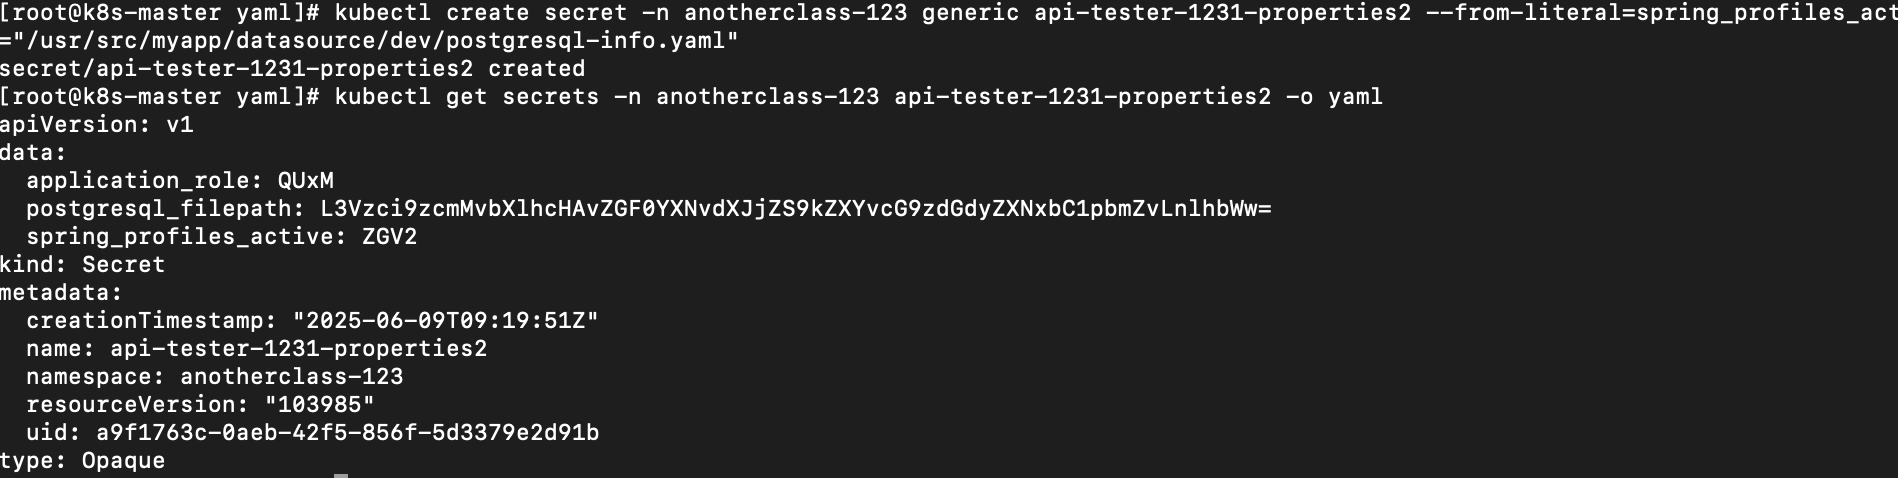 [root@k8s-master yaml]# kubectl create secret -n anotherclass-123 generic api-tester-1231-properties2 --from-literal=spring_profiles_act
="/usr/src/myapp/datasource/dev/postgresql-info.yaml"
secret/api-tester-1231-properties2 created
[root@k8s-master yaml]# kubectl get secrets -n anotherclass-123 api-tester-1231-properties2 -o yaml
apiVersion: v1
data:
  application_role: QUxM
  postgresql_filepath: L3Vzci9zcmMvbXlhcHAvZGF0YXNvdXJjZS9kZXYvcG9zdGdyZXNxbC1pbmZvLnlhbWw=
  spring_profiles_active: ZGV2
kind: Secret
metadata:
  creationTimestamp: "2025-06-09T09:19:51Z"
  name: api-tester-1231-properties2
  namespace: anotherclass-123
  resourceVersion: "103985"
  uid: a9f1763c-0aeb-42f5-856f-5d3379e2d91b
type: Opaque